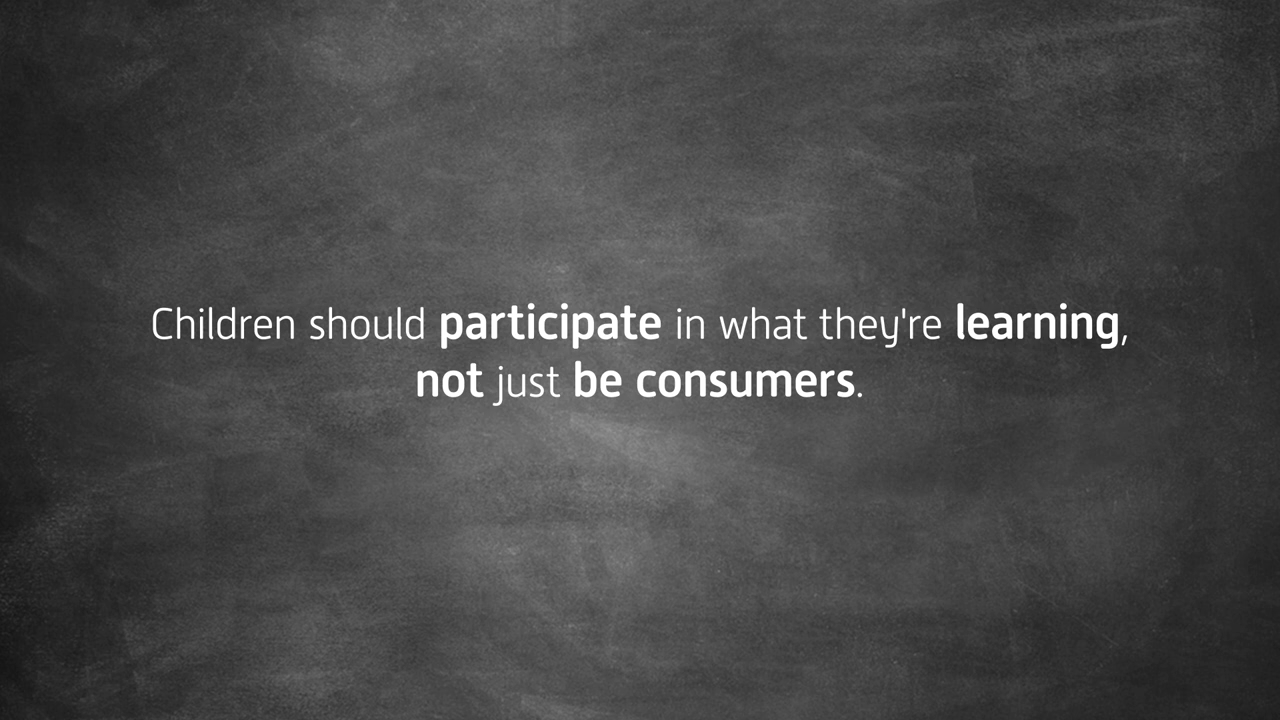 Children should participate in what they're learning,
not just be consumers.